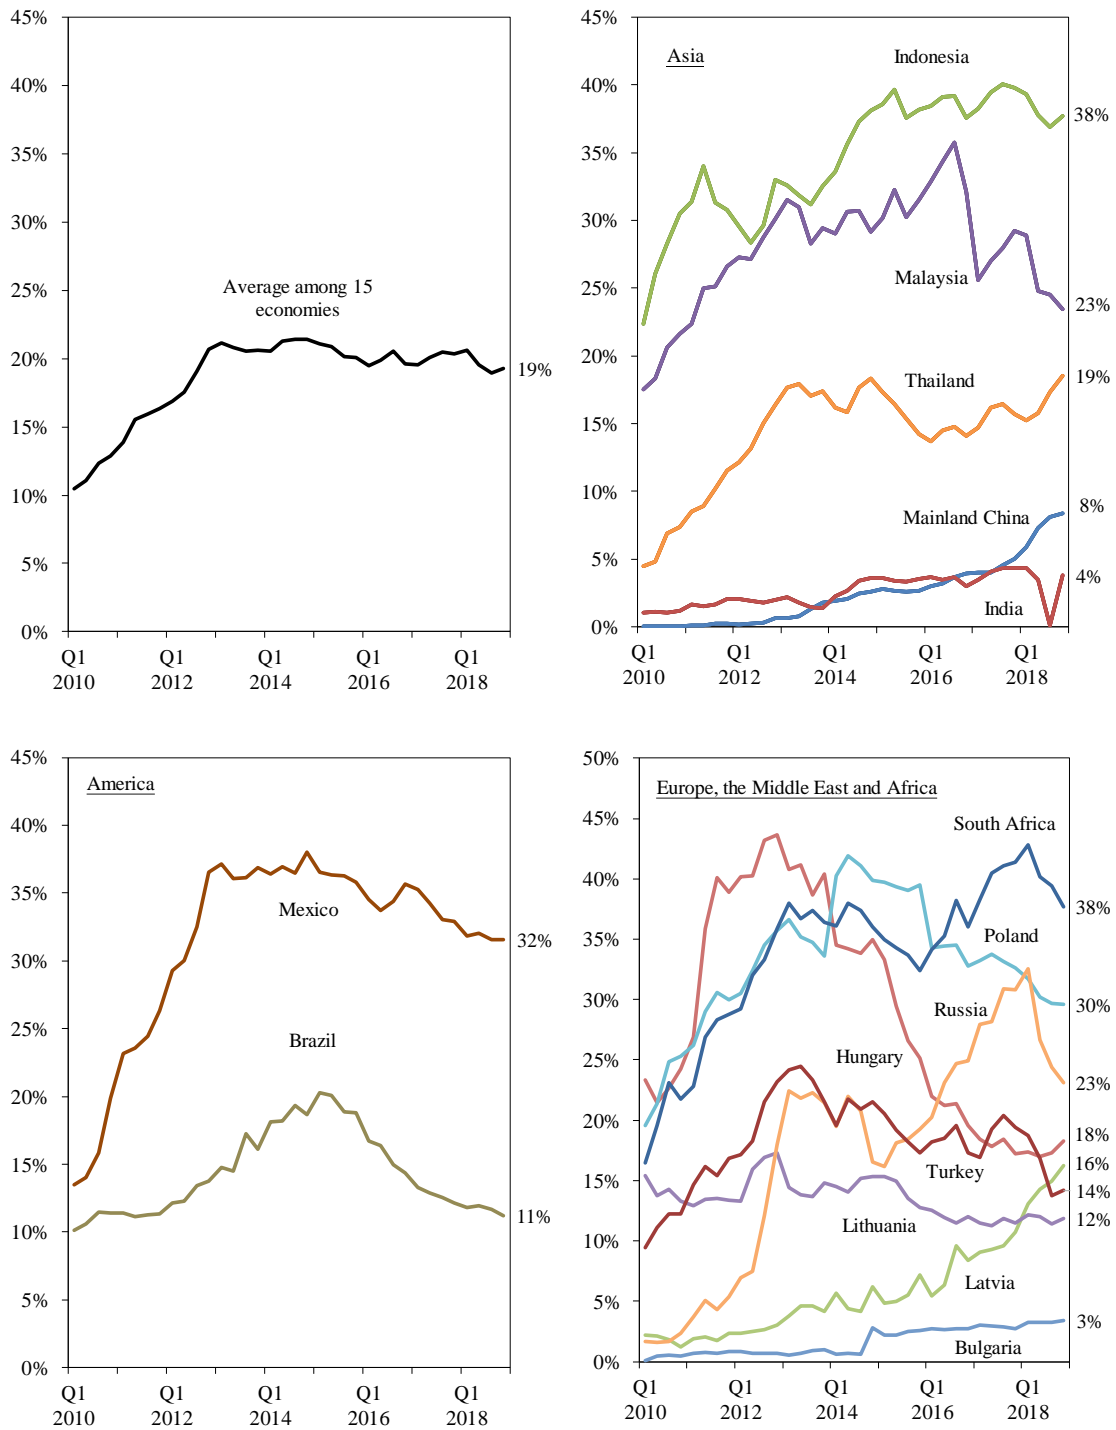 45%
40%
35%
30%
25%
20%
15%
10%
5%
0%
Average among 15
economies
19%
Q1
2010
Q1
2012
Q1
2014
Q1
2016
Q1
2018
45%
40%
35%
30%
25%
20%
15%
10%
5%
0%
Asia
Indonesia
38%
Malaysia
23%
Thailand
19%
Mainland China
8%
4%
India
Q1
2010
Q1
2012
Q1
2014
Q1
2016
Q1
2018
45%
40%
35%
30%
25%
20%
15%
10%
5%
0%
America
Mexico
32%
Brazil
11%
Q1
2010
Q1
2012
Q1
2014
Q1
2016
Q1
2018
50%
45%
40%
35%
30%
25%
20%
15%
10%
5%
0%
Europe, the Middle East and Africa
South Africa
38%
Poland
30%
Russia
Hungary
23%
18%
16%
Turkey
14%
12%
Lithuania
Latvia
3%
Bulgaria
Q1
2010
Q1
2012
Q1
2014
Q1
2016
Q1
2018